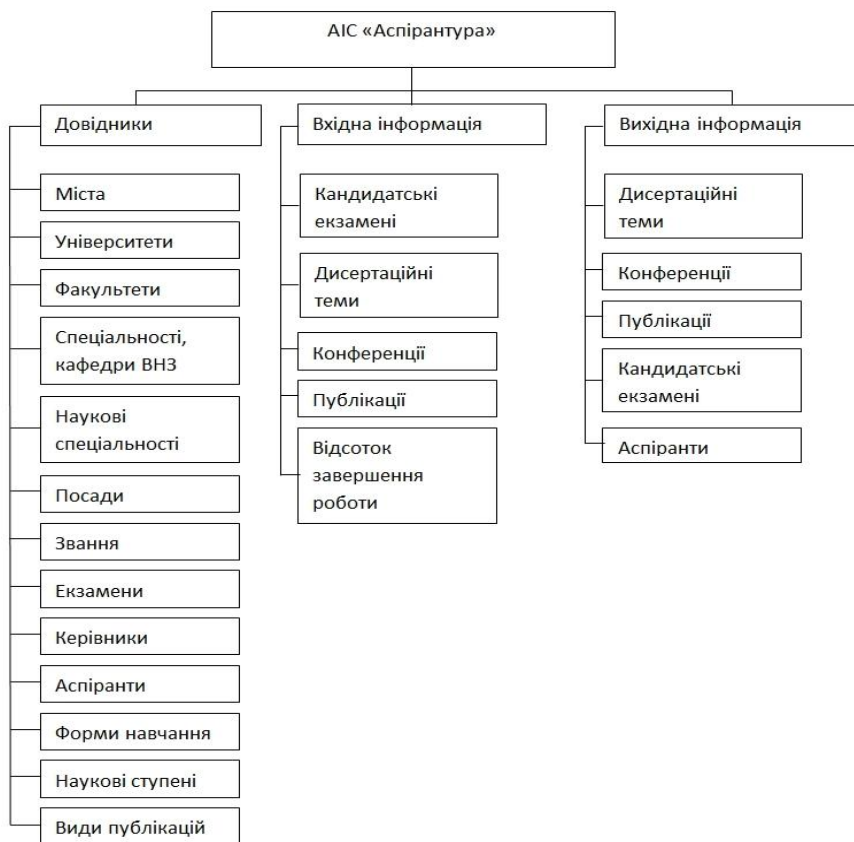 АІС «Аспірантура»
Довідники
Міста
Університети
Факультети
Спеціальності,
кафедри ВНЗ
Наукові
спеціальності
Посади
Звання
Екзамени
Керівники
Аспіранти
Форми навчання
Наукові ступені
Види публікацій
Вхідна інформація
Кандидатські
екзамені
Дисертаційні
теми
Конференції
Публікації
Відсоток
завершення
роботи
Вихідна інформація
Дисертаційні
теми
Конференції
Публікації
Кандидатські
екзамені
Аспіранти